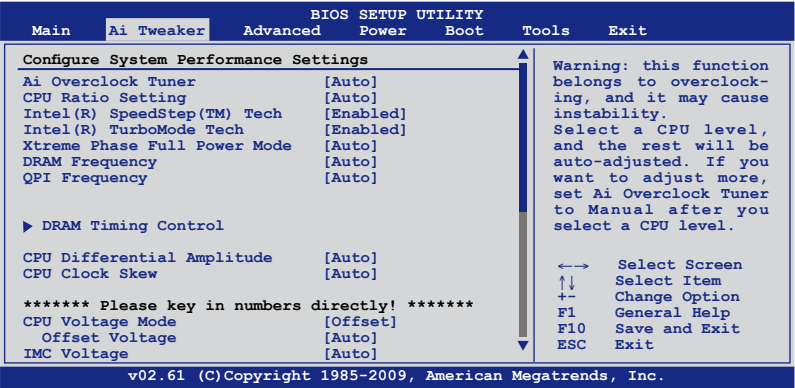 BIOS SETUP UTILITY
Main Ai Tweaker Advanced Power Boot Tools Exit
Configure System Performance Settings
Ai Overclock Tuner [Auto]
CPU Ratio Setting [Auto]
Intel(R) SpeedStep(TM) Tech [Enabled]
Intel(R) TurboMode Tech [Enabled]
Xtreme Phase Full Power Mode [Auto]
DRAM Frequency [Auto]
QPI Frequency [Auto]
DRAM Timing Control
CPU Differential Amplitude [Auto]
CPU Clock Skew [Auto]
******* Please key in numbers directly! *******
CPU Voltage Mode [Offset]
Offset Voltage [Auto]
IMC Voltage [Auto]
Warning: this function
belongs to overclock-
ing, and it may cause
instability.
Select a CPU level,
and the rest will be
auto-adjusted. If you
want to adjust more,
set Ai Overclock Tuner
to Manual after you
select a CPU level.
←→ Select Screen
↑↓ Select Item
+- Change Option
F1 General Help
F10 Save and Exit
ESC Exit
v02.61 (C)Copyright 1985-2009, American Megatrends, Inc.